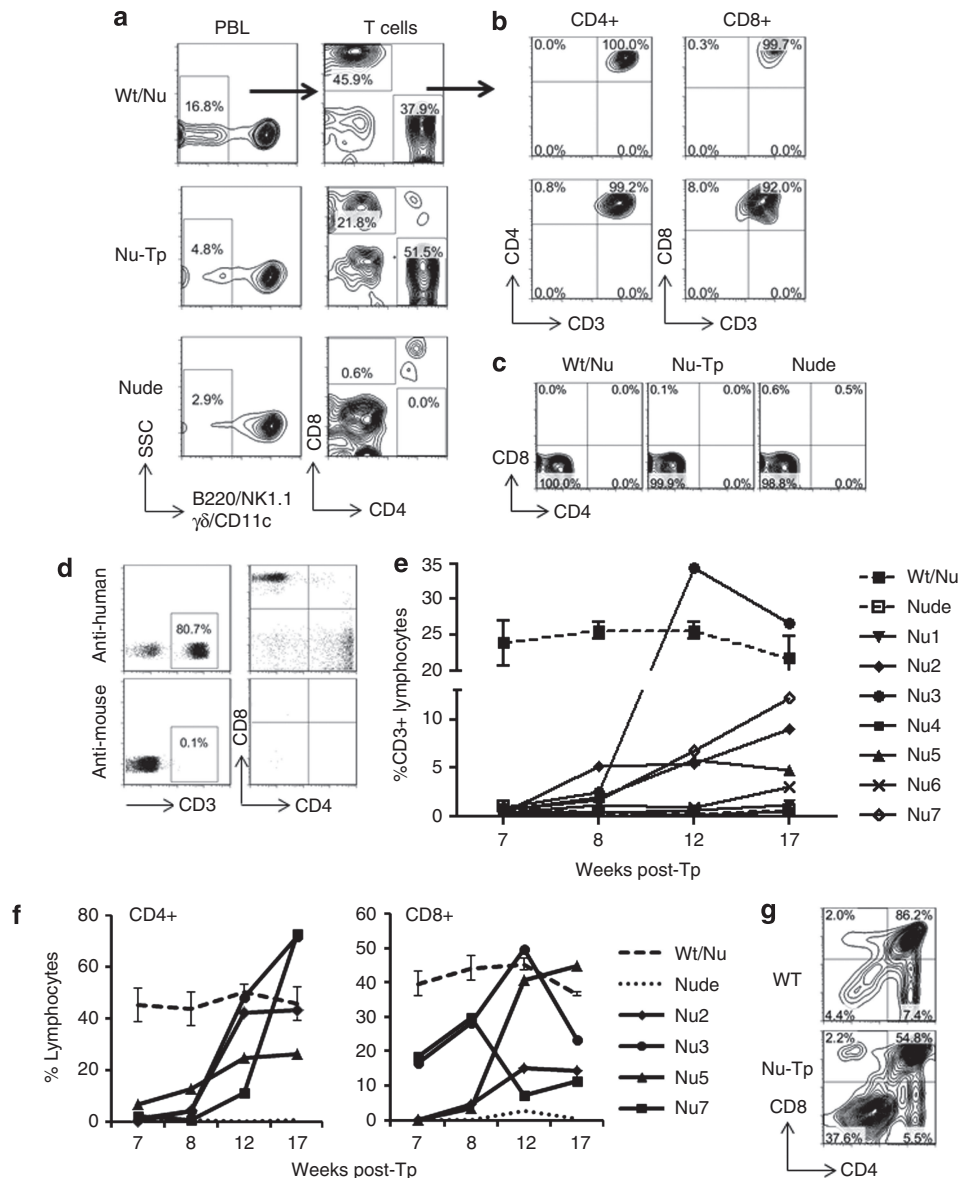 a
PBL
T cells
Wt/Nu
16.8%
45.9%
37.9%
Nu-Tp
4.8%
21.8%
51.5%
Nude
2.9%
0.6%
0.0%
SSC
CD8
B220/NK1.1
γδ/CD11c
CD4
b
CD4+
CD8+
0.0%
100.0%
0.3%
99.7%
0.0%
0.0%
0.0%
0.0%
0.8%
99.2%
8.0%
92.0%
CD4
CD8
0.0%
0.0%
0.0%
0.0%
CD3
CD3
c
Wt/Nu
Nu-Tp
Nude
0.0%
0.0%
0.1%
0.0%
0.6%
0.5%
CD8
100.0%
0.0%
99.9%
0.0%
98.8%
0.0%
CD4
d
Anti-human
80.7%
Anti-mouse
0.1%
CD8
CD3
CD4
e
%CD3+ lymphocytes
35
30
25
20
10
5
0
7
8
12
17
Weeks post-Tp
Wt/Nu
Nude
Nu1
Nu2
Nu3
Nu4
Nu5
Nu6
Nu7
f
CD4+
% Lymphocytes
80
60
40
20
0
7
8
12
17
CD8+
60
50
40
30
20
10
0
7
8
12
17
Weeks post-Tp
Wt/Nu
Nude
Nu2
Nu3
Nu5
Nu7
g
WT
2.0%
86.2%
4.4%
7.4%
Nu-Tp
2.2%
54.8%
CD8
37.6%
5.5%
CD4